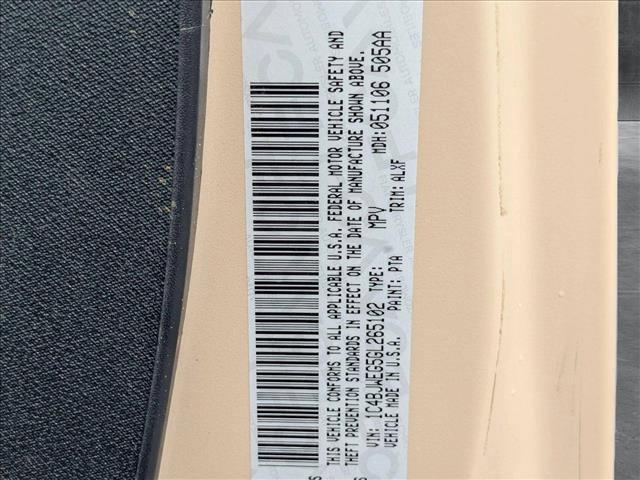 THIS VEHICLE CONFORMS TO ALL APPLICABLE U.S.A. FEDERAL MOTOR VEHICLE SAFETY AND
THEFT PREVENTION STANDARDS IN EFFECT ON THE DATE OF MANUFACTURE SHOWN ABOVE.
VIN: 1C4BJWEG5GL265102 TYPE: MPV MDH:051106 505AA
PAINT: PTA TRIM: ALXF
VEHICLE MADE IN U.S.A.